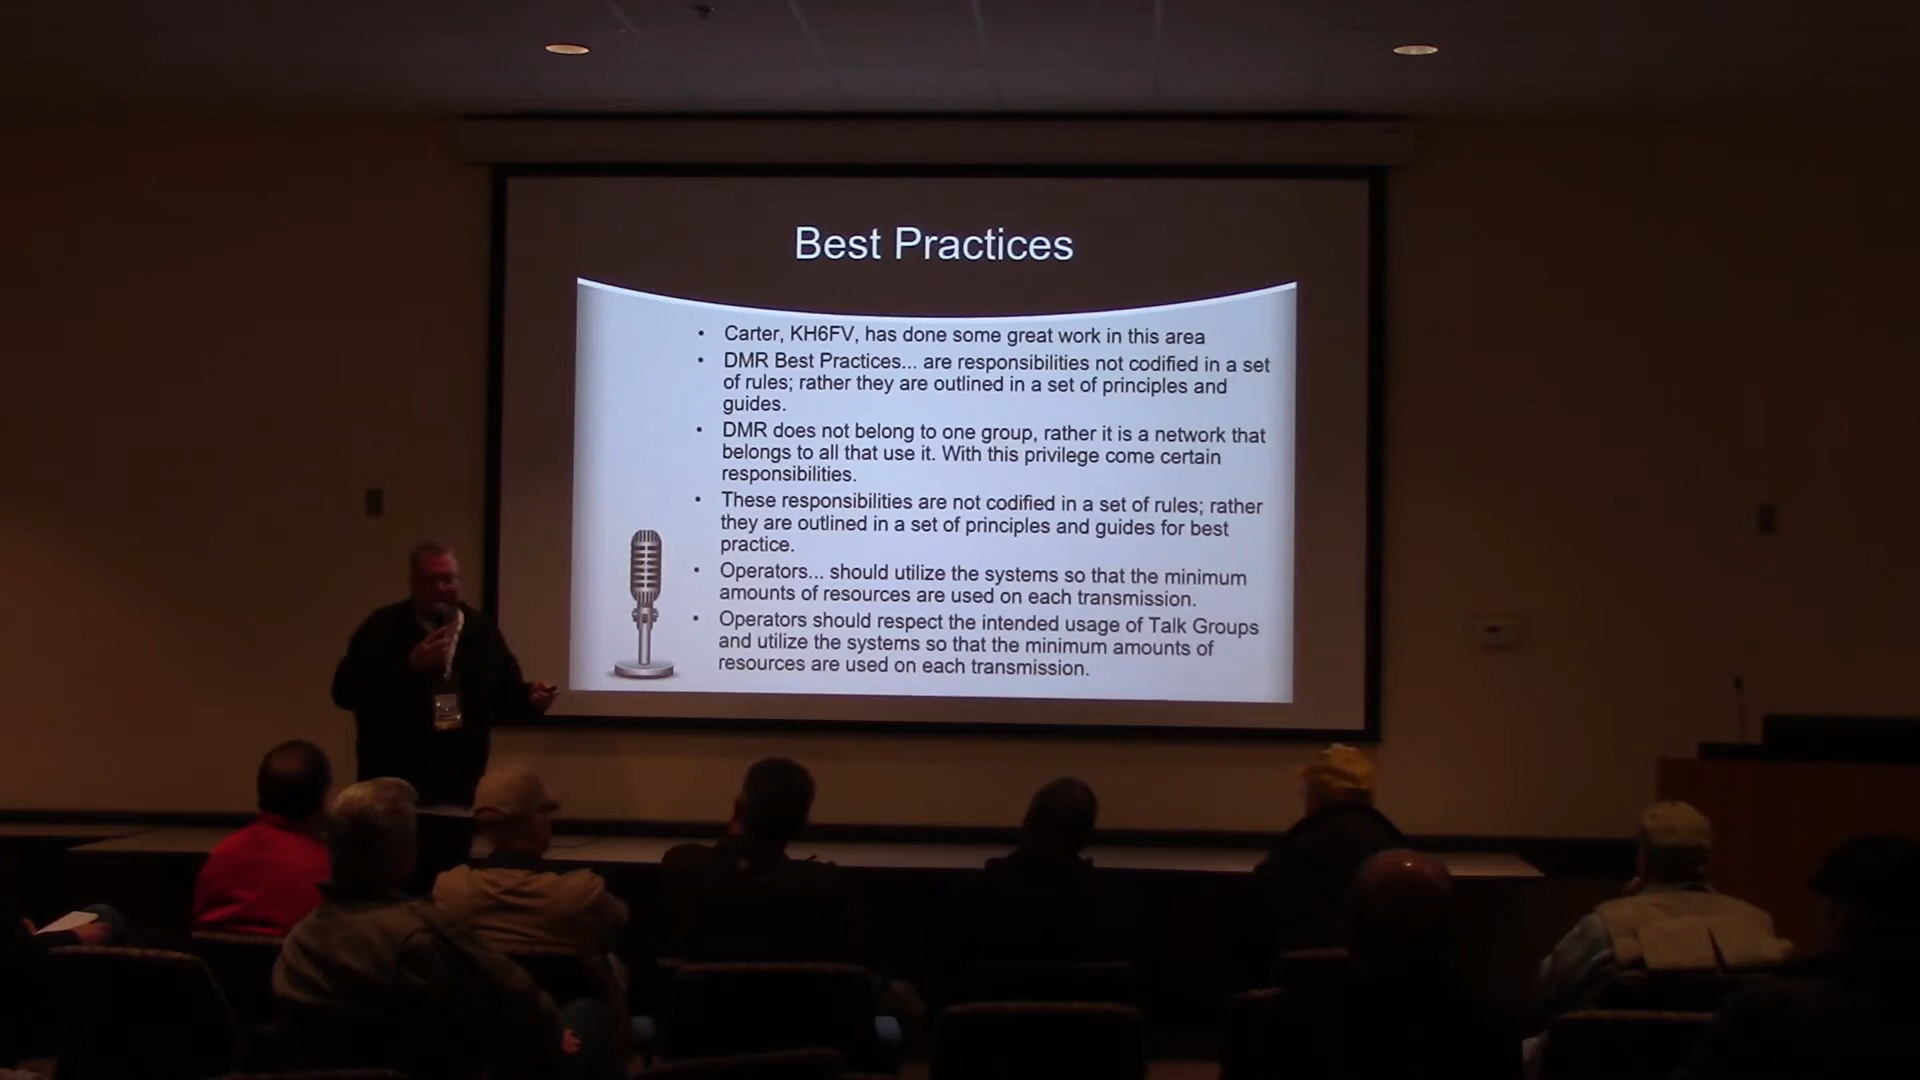 Best Practices
• Carter, KH6FV, has done some great work in this area
• DMR Best Practices... are responsibilities not codified in a set
of rules; rather they are outlined in a set of principles and
guides.
• DMR does not belong to one group, rather it is a network that
belongs to all that use it. With this privilege come certain
responsibilities.
• These responsibilities are not codified in a set of rules; rather
they are outlined in a set of principles and guides for best
practice.
• Operators... should utilize the systems so that the minimum
amounts of resources are used on each transmission.
• Operators should respect the intended usage of Talk Groups
and utilize the systems so that the minimum amounts of
resources are used on each transmission.